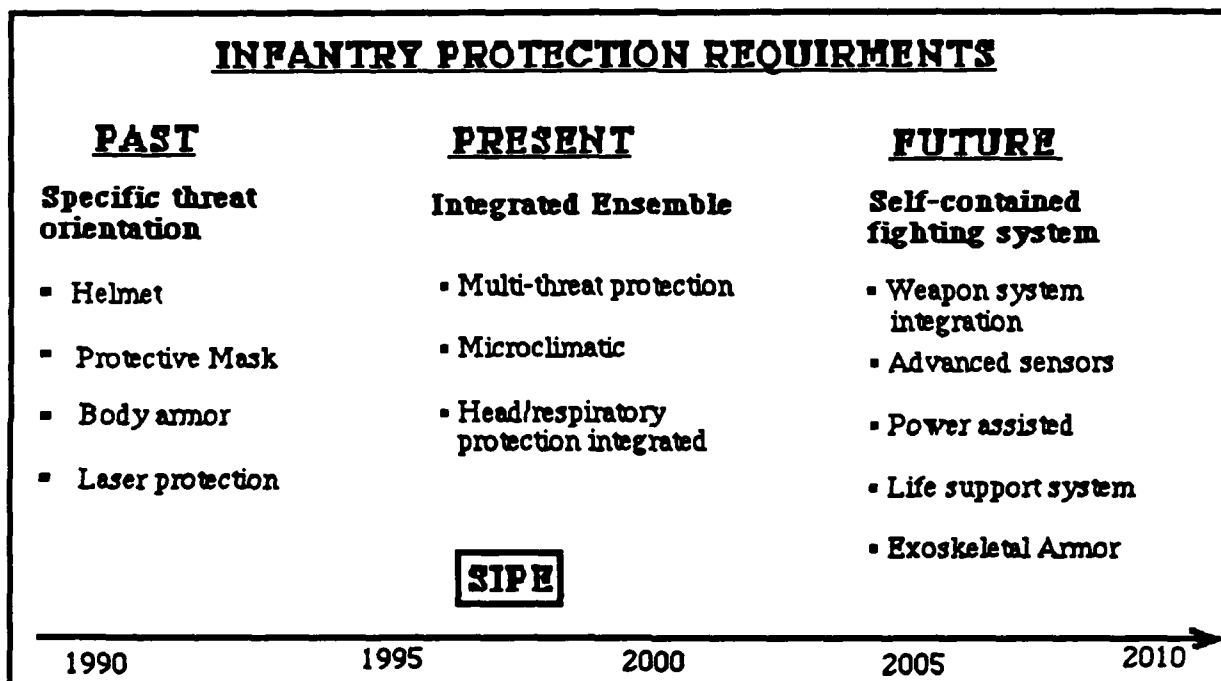 INFANTRY PROTECTION REQUIRMENTS
PAST
Specific threat
orientation
▪ Helmet
▪ Protective Mask
▪ Body armor
▪ Laser protection
PRESENT
Integrated Ensemble
▪ Multi-threat protection
▪ Microclimatic
▪ Head/respiratory
protection integrated
SIPE
FUTURE
Self-contained
fighting system
▪ Weapon system
integration
▪ Advanced sensors
▪ Power assisted
▪ Life support system
▪ Exoskeletal Armor
1990 1995 2000 2005 2010